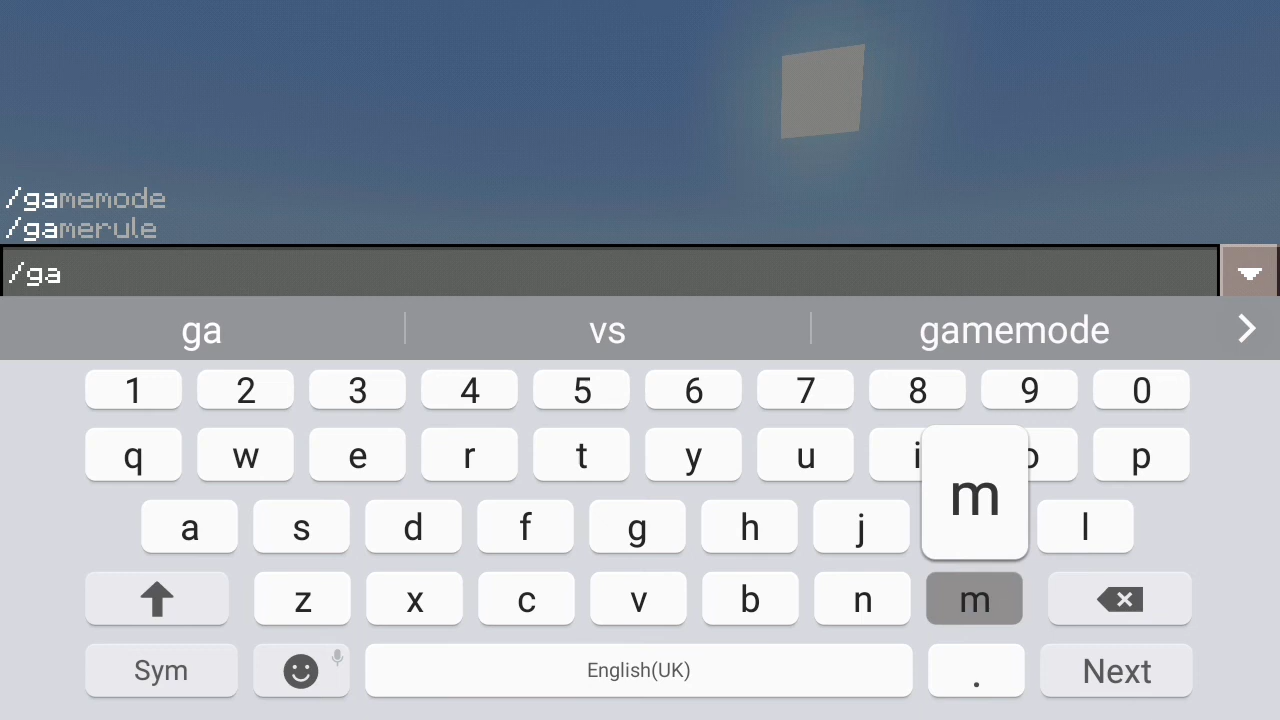 /gamemode
/gamerule
/ga
ga vs gamemode
1 2 3 4 5 6 7 8 9 0
q w e r t y u i o p
m
a s d f g h j l
z x c v b n m
Sym English(UK) . Next